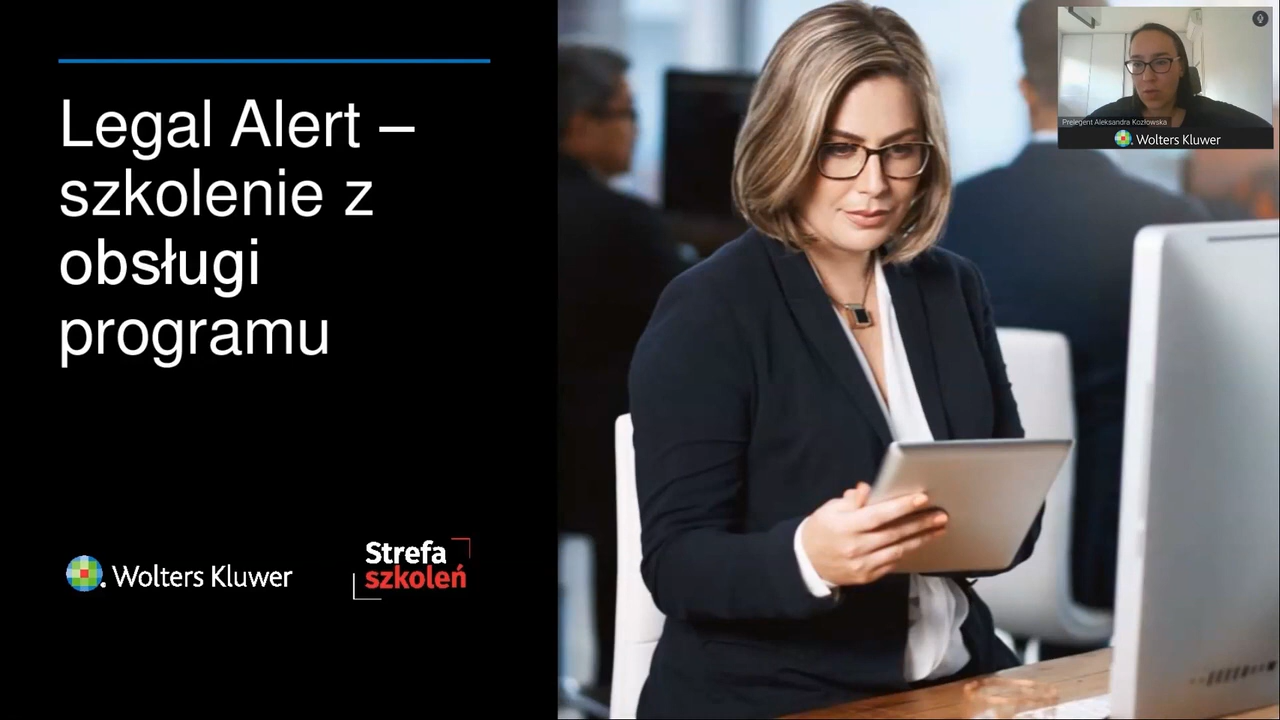 Legal Alert –
szkolenie z
obsługi
programu
Wolters Kluwer
Strefa
szkoleń
Prelegent Aleksandra Kozłowska
Wolters Kluwer